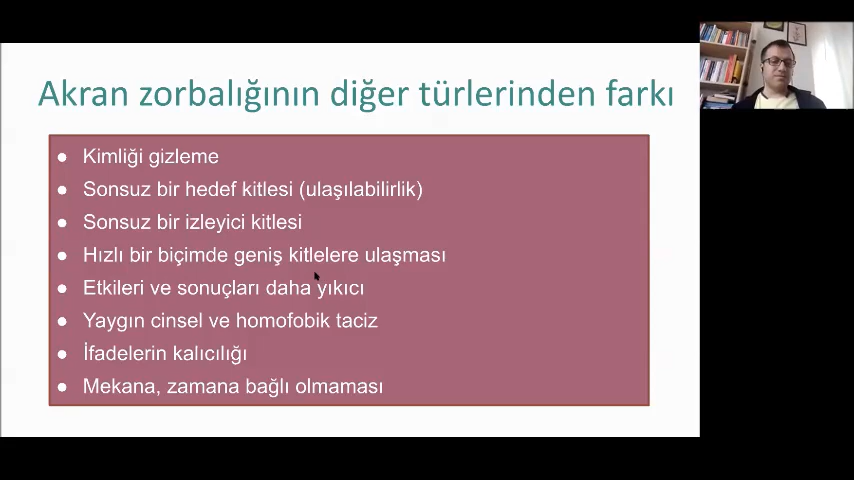 Akran zorbalığının diğer türlerinden farkı
● Kimliği gizleme
● Sonsuz bir hedef kitlesi (ulaşılabilirlik)
● Sonsuz bir izleyici kitlesi
● Hızlı bir biçimde geniş kitlelere ulaşması
● Etkileri ve sonuçları daha yıkıcı
● Yaygın cinsel ve homofobik taciz
● İfadelerin kalıcılığı
● Mekana, zamana bağlı olmaması